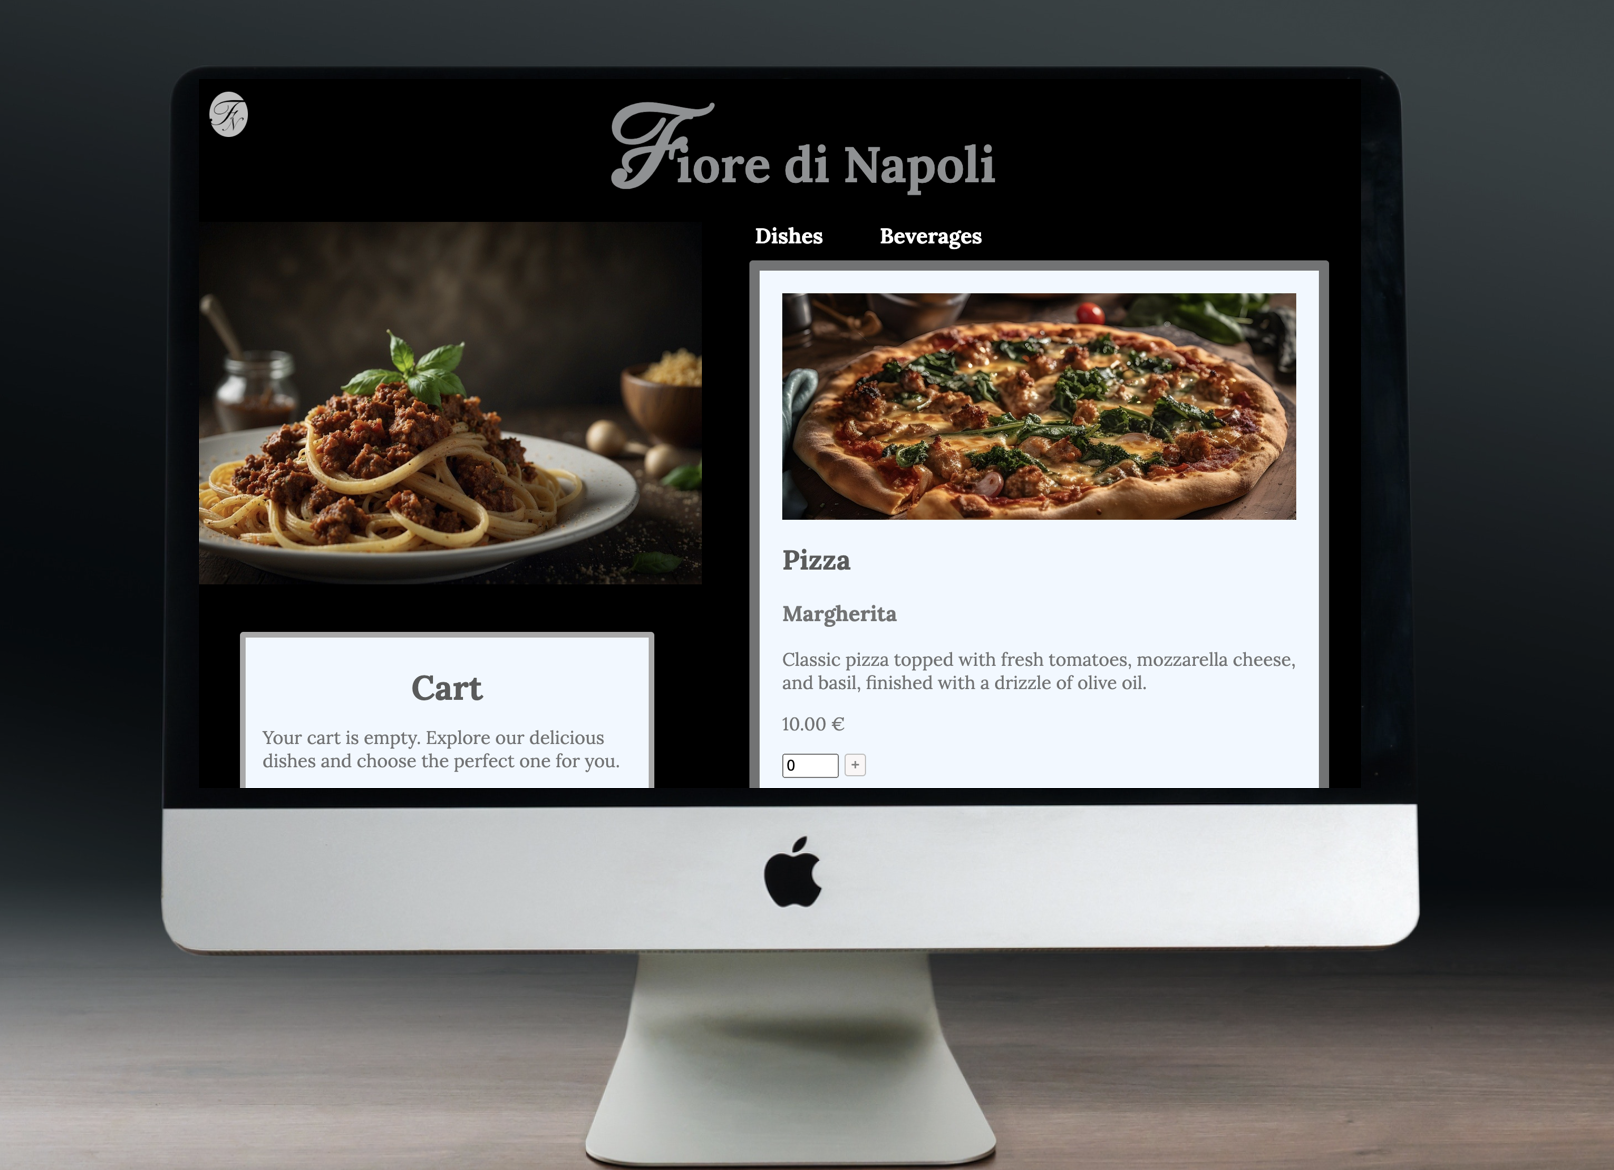 FN
Fiore di Napoli
Dishes
Beverages
Pizza
Margherita
Classic pizza topped with fresh tomatoes, mozzarella cheese,
and basil, finished with a drizzle of olive oil.
10.00 €
0
+
Cart
Your cart is empty. Explore our delicious
dishes and choose the perfect one for you.